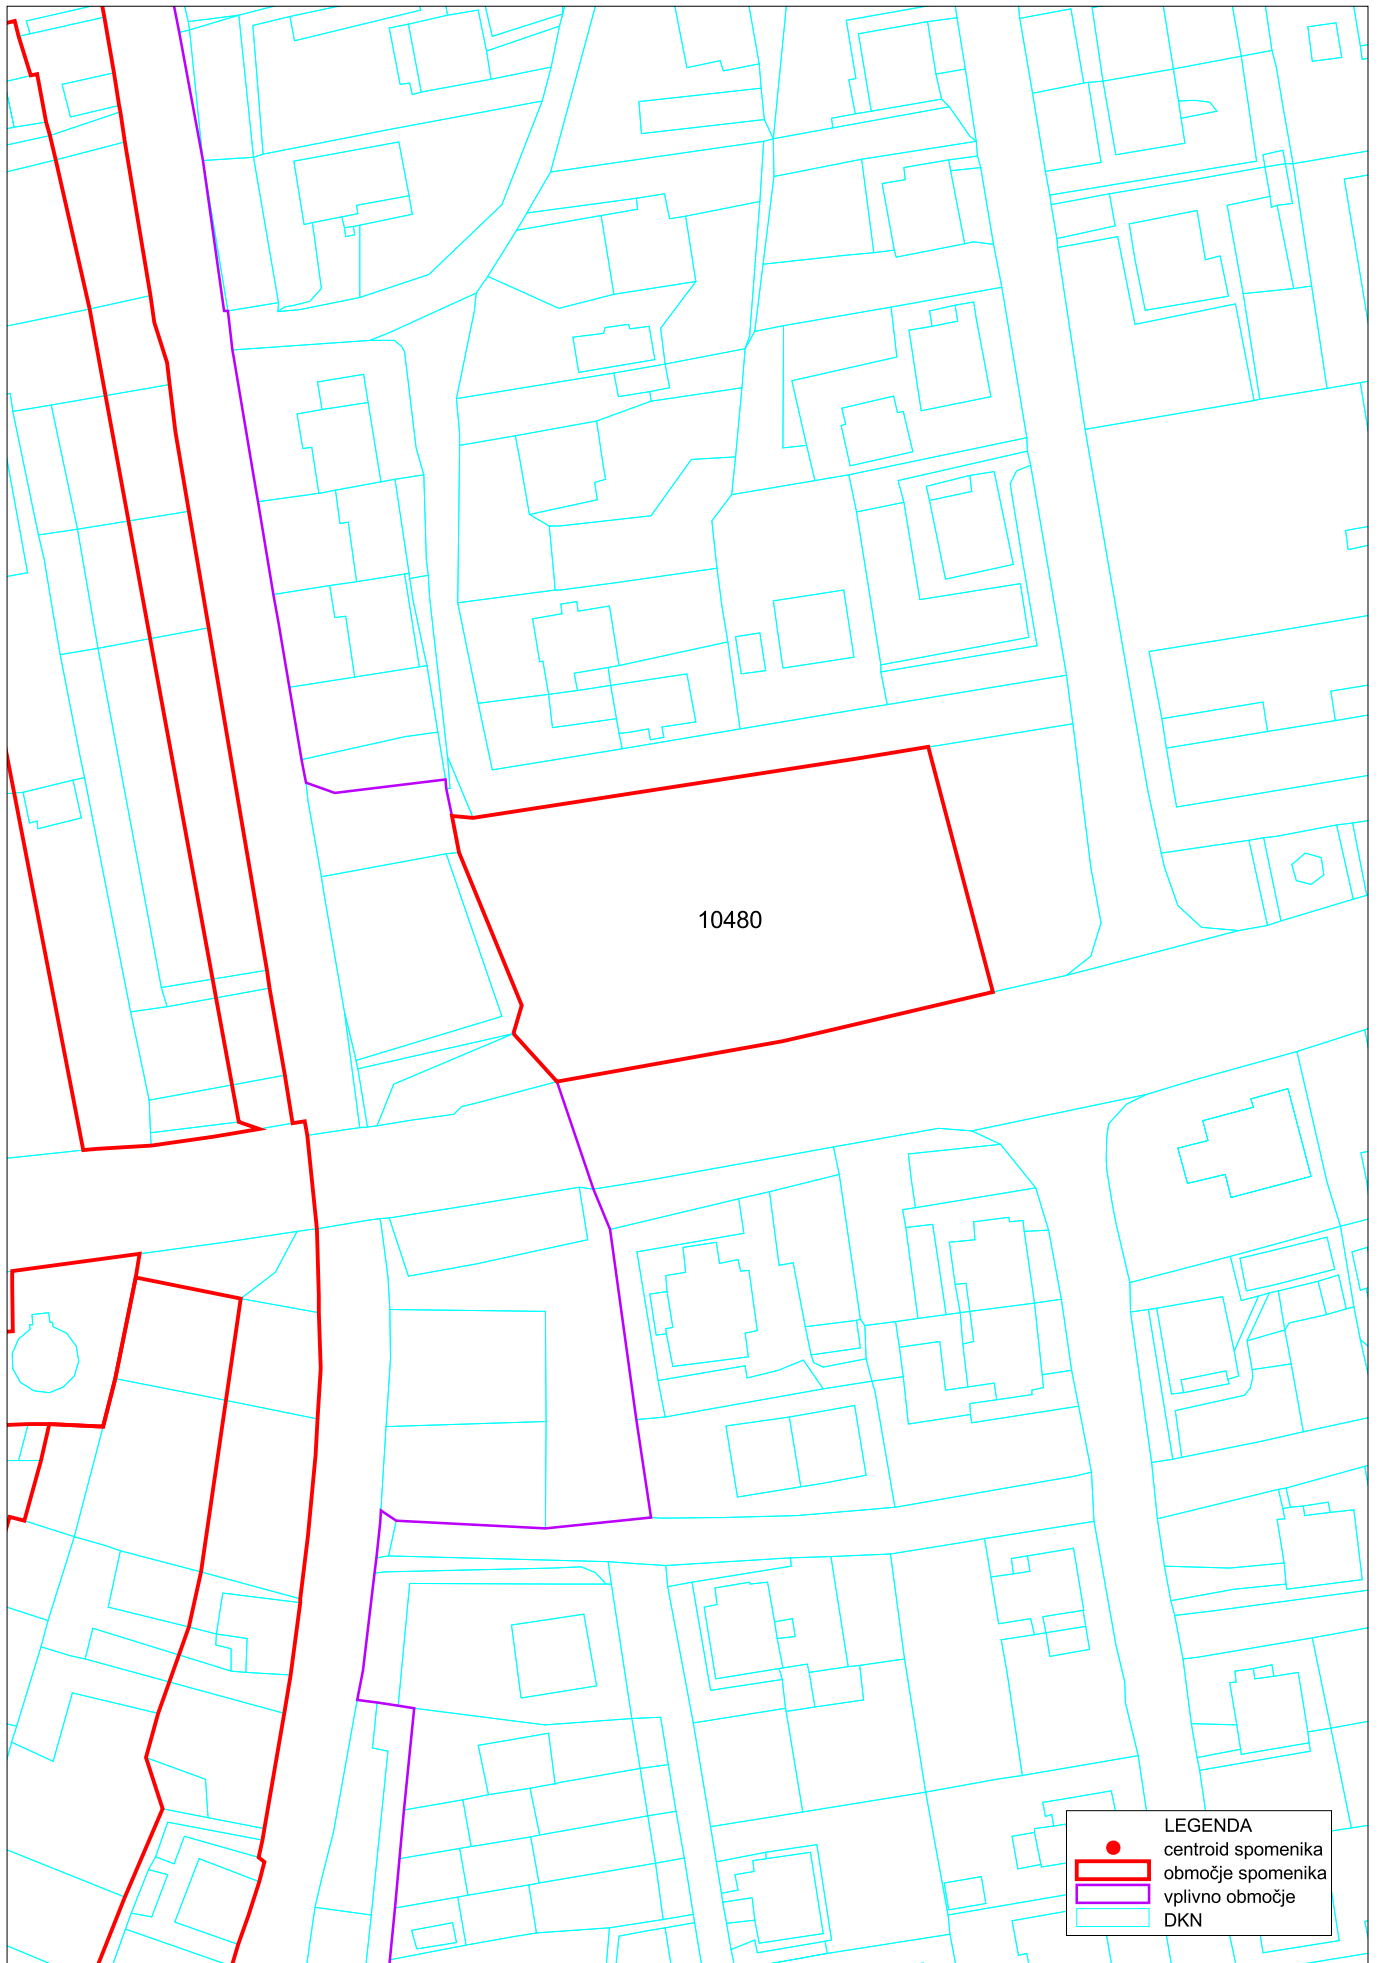 10480
LEGENDA
centroid spomenika
območje spomenika
vplivno območje
DKN